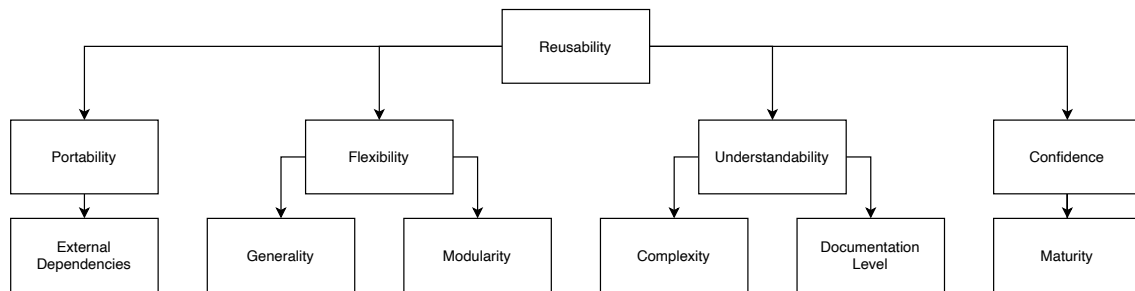 Reusability
Portability
Flexibility
Understandability
Confidence
External
Dependencies
Generality
Modularity
Complexity
Documentation
Level
Maturity